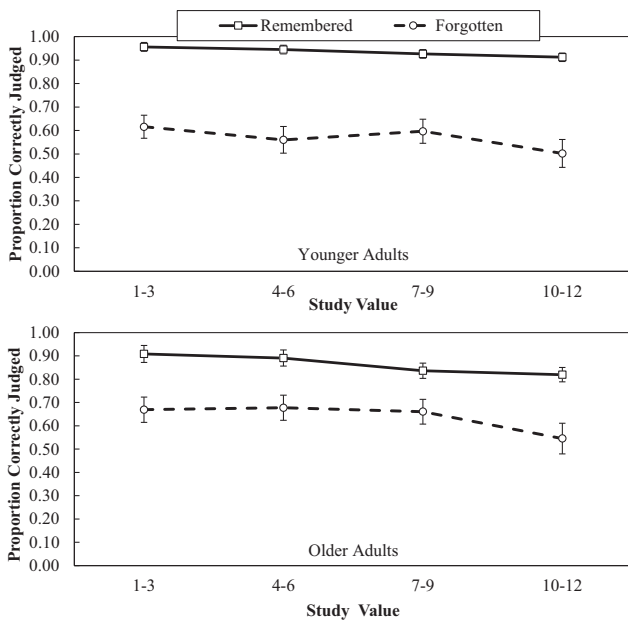 Remembered Forgotten
Proportion Correctly Judged
1.00
0.90
0.80
0.70
0.60
0.50
0.40
0.30
0.20
0.10
0.00
Younger Adults
1-3 4-6 7-9 10-12
Study Value
Proportion Correctly Judged
1.00
0.90
0.80
0.70
0.60
0.50
0.40
0.30
0.20
0.10
0.00
Older Adults
1-3 4-6 7-9 10-12
Study Value